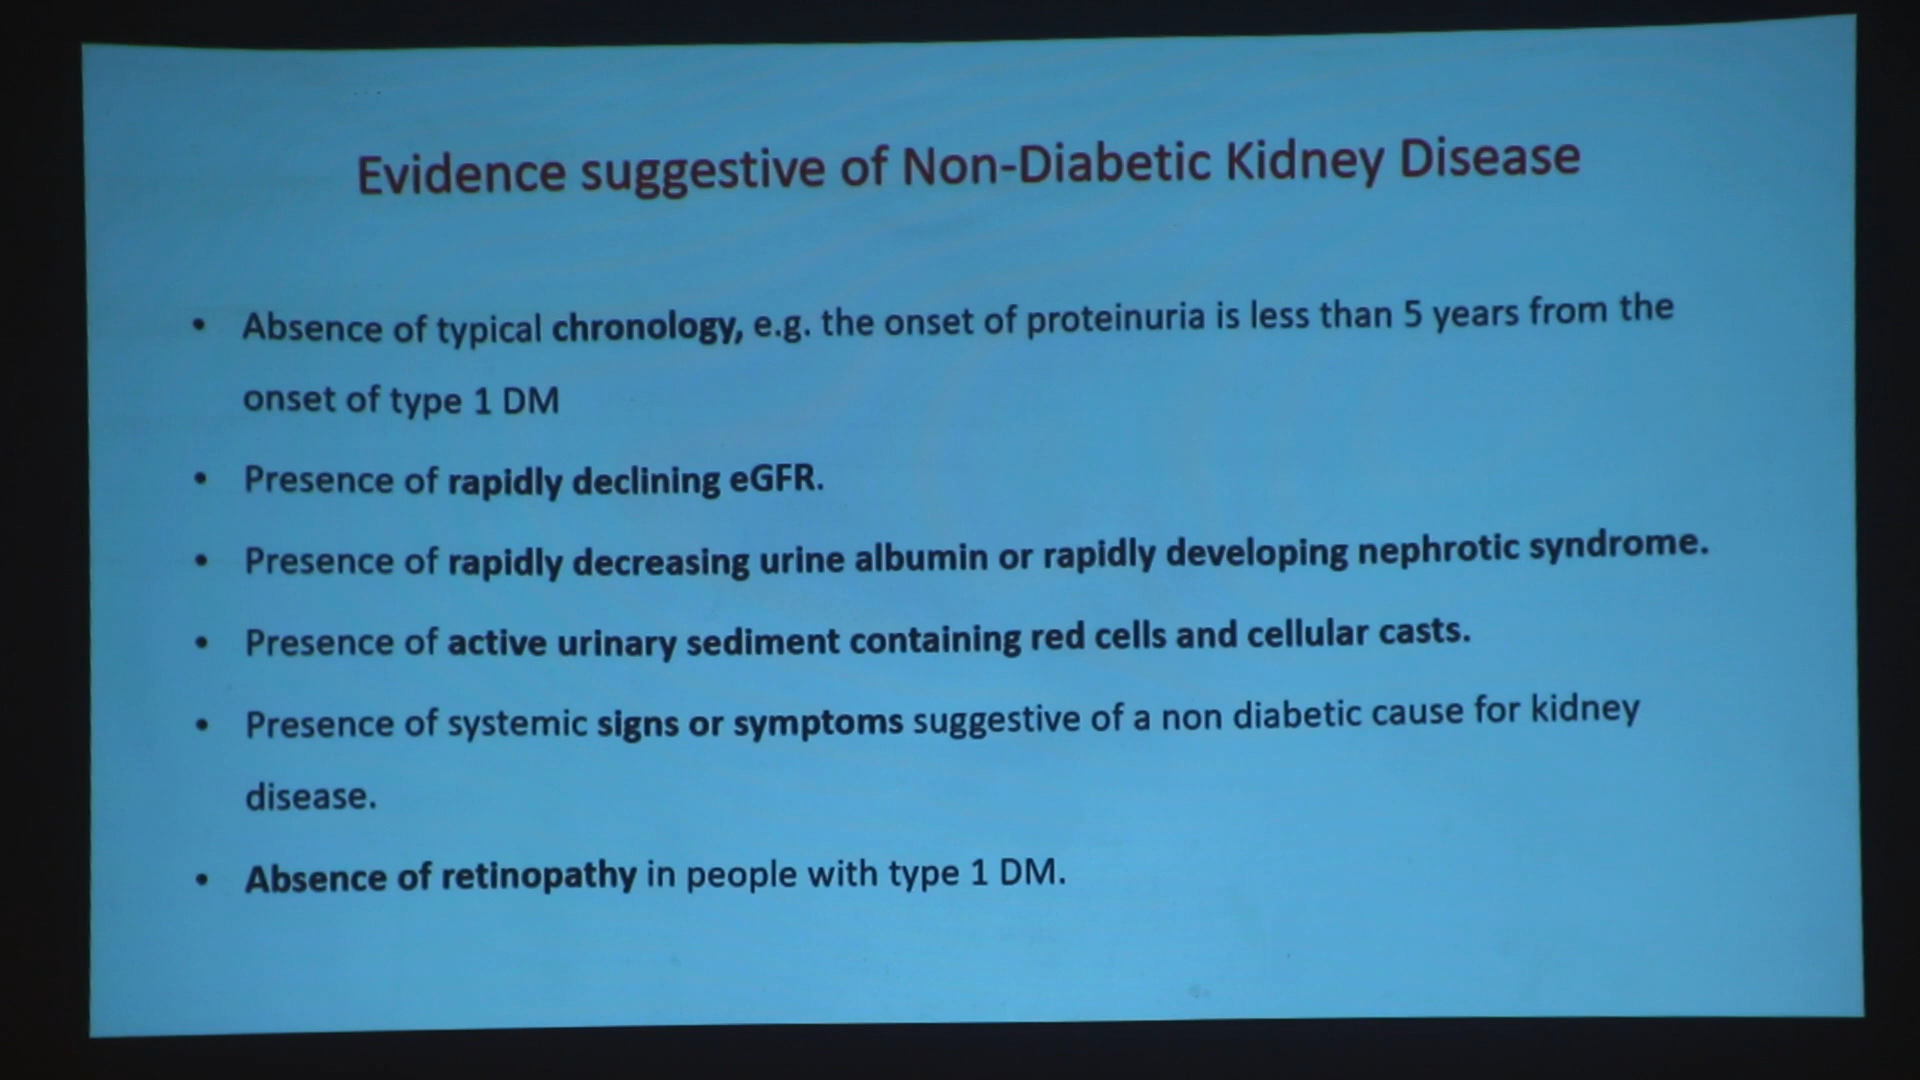 Evidence suggestive of Non-Diabetic Kidney Disease
• Absence of typical chronology, e.g. the onset of proteinuria is less than 5 years from the
onset of type 1 DM
• Presence of rapidly declining eGFR.
• Presence of rapidly decreasing urine albumin or rapidly developing nephrotic syndrome.
• Presence of active urinary sediment containing red cells and cellular casts.
• Presence of systemic signs or symptoms suggestive of a non diabetic cause for kidney
disease.
• Absence of retinopathy in people with type 1 DM.